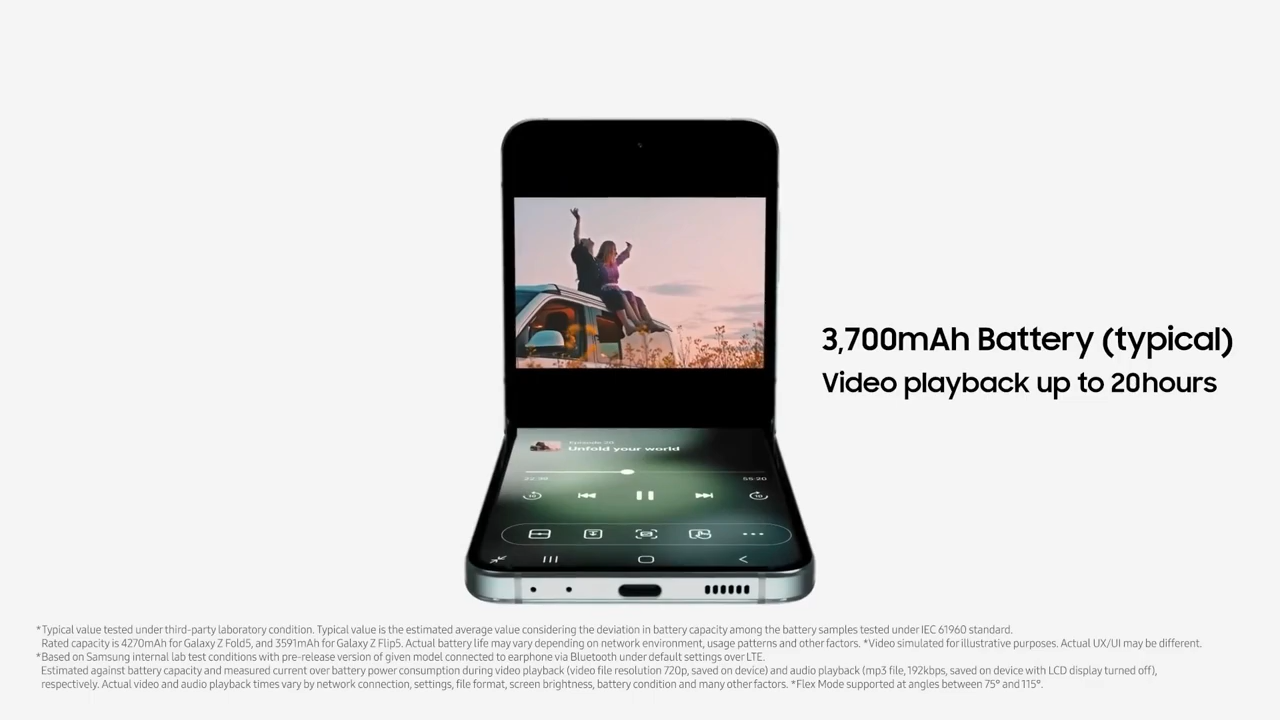 Episode 20
Unfold your world
22:36
55:20
10
10
3,700mAh Battery (typical)
Video playback up to 20hours
*Typical value tested under third-party laboratory condition. Typical value is the estimated average value considering the deviation in battery capacity among the battery samples tested under IEC 61960 standard.
Rated capacity is 4270mAh for Galaxy Z Fold5, and 3591mAh for Galaxy Z Flip5. Actual battery life may vary depending on network environment, usage patterns and other factors. *Video simulated for illustrative purposes. Actual UX/UI may be different.
*Based on Samsung internal lab test conditions with pre-release version of given model connected to earphone via Bluetooth under default settings over LTE.
Estimated against battery capacity and measured current over battery power consumption during video playback (video file resolution 720p, saved on device) and audio playback (mp3 file, 192kbps, saved on device with LCD display turned off),
respectively. Actual video and audio playback times vary by network connection, settings, file format, screen brightness, battery condition and many other factors. *Flex Mode supported at angles between 75° and 115°.